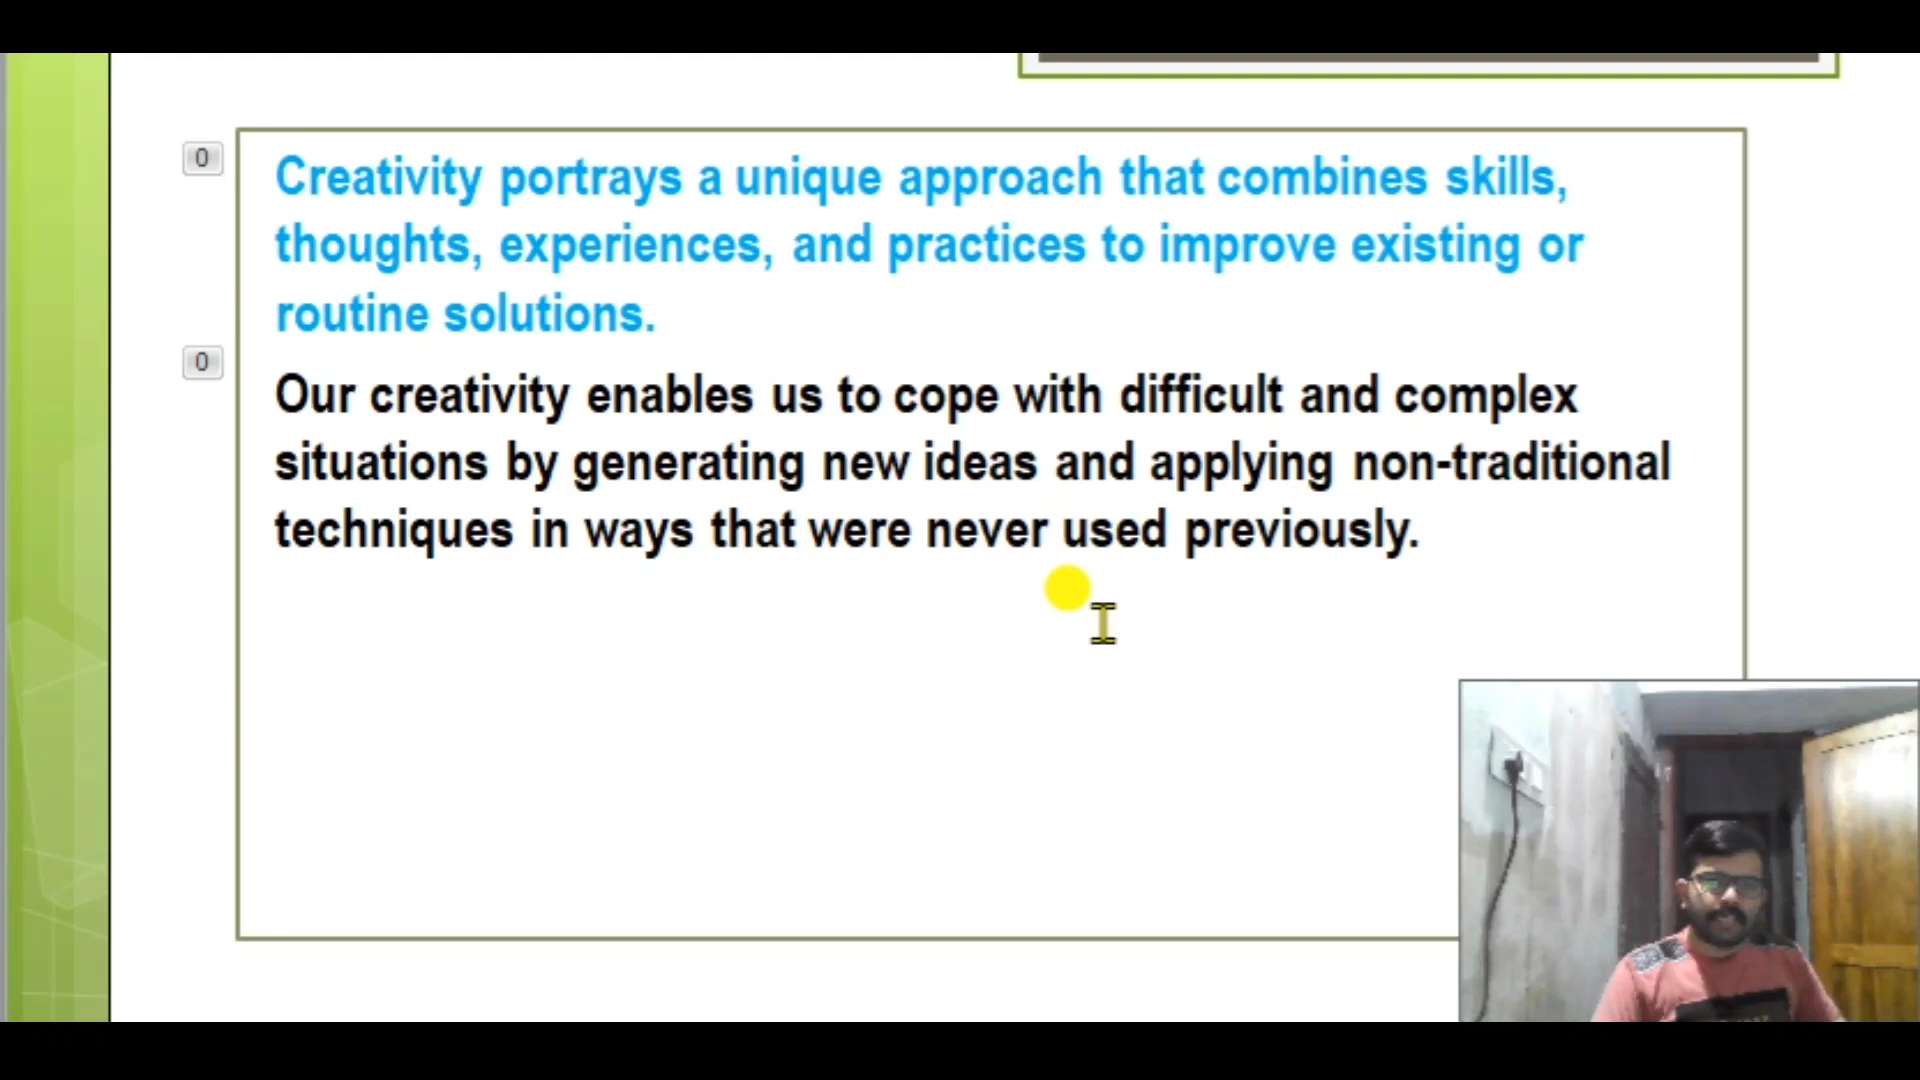 0
Creativity portrays a unique approach that combines skills,
thoughts, experiences, and practices to improve existing or
routine solutions.
0
Our creativity enables us to cope with difficult and complex
situations by generating new ideas and applying non-traditional
techniques in ways that were never used previously.